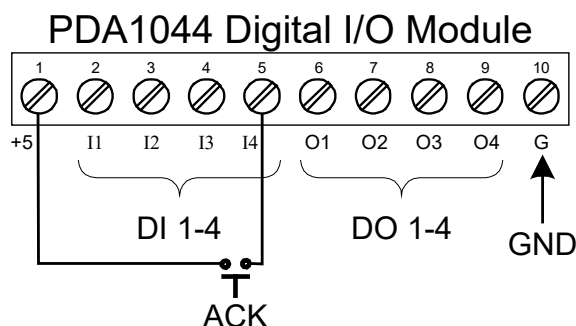 PDA1044 Digital I/O Module
1 2 3 4 5 6 7 8 9 10
+5 I1 I2 I3 I4 O1 O2 O3 O4 G
DI 1-4 DO 1-4 GND
ACK